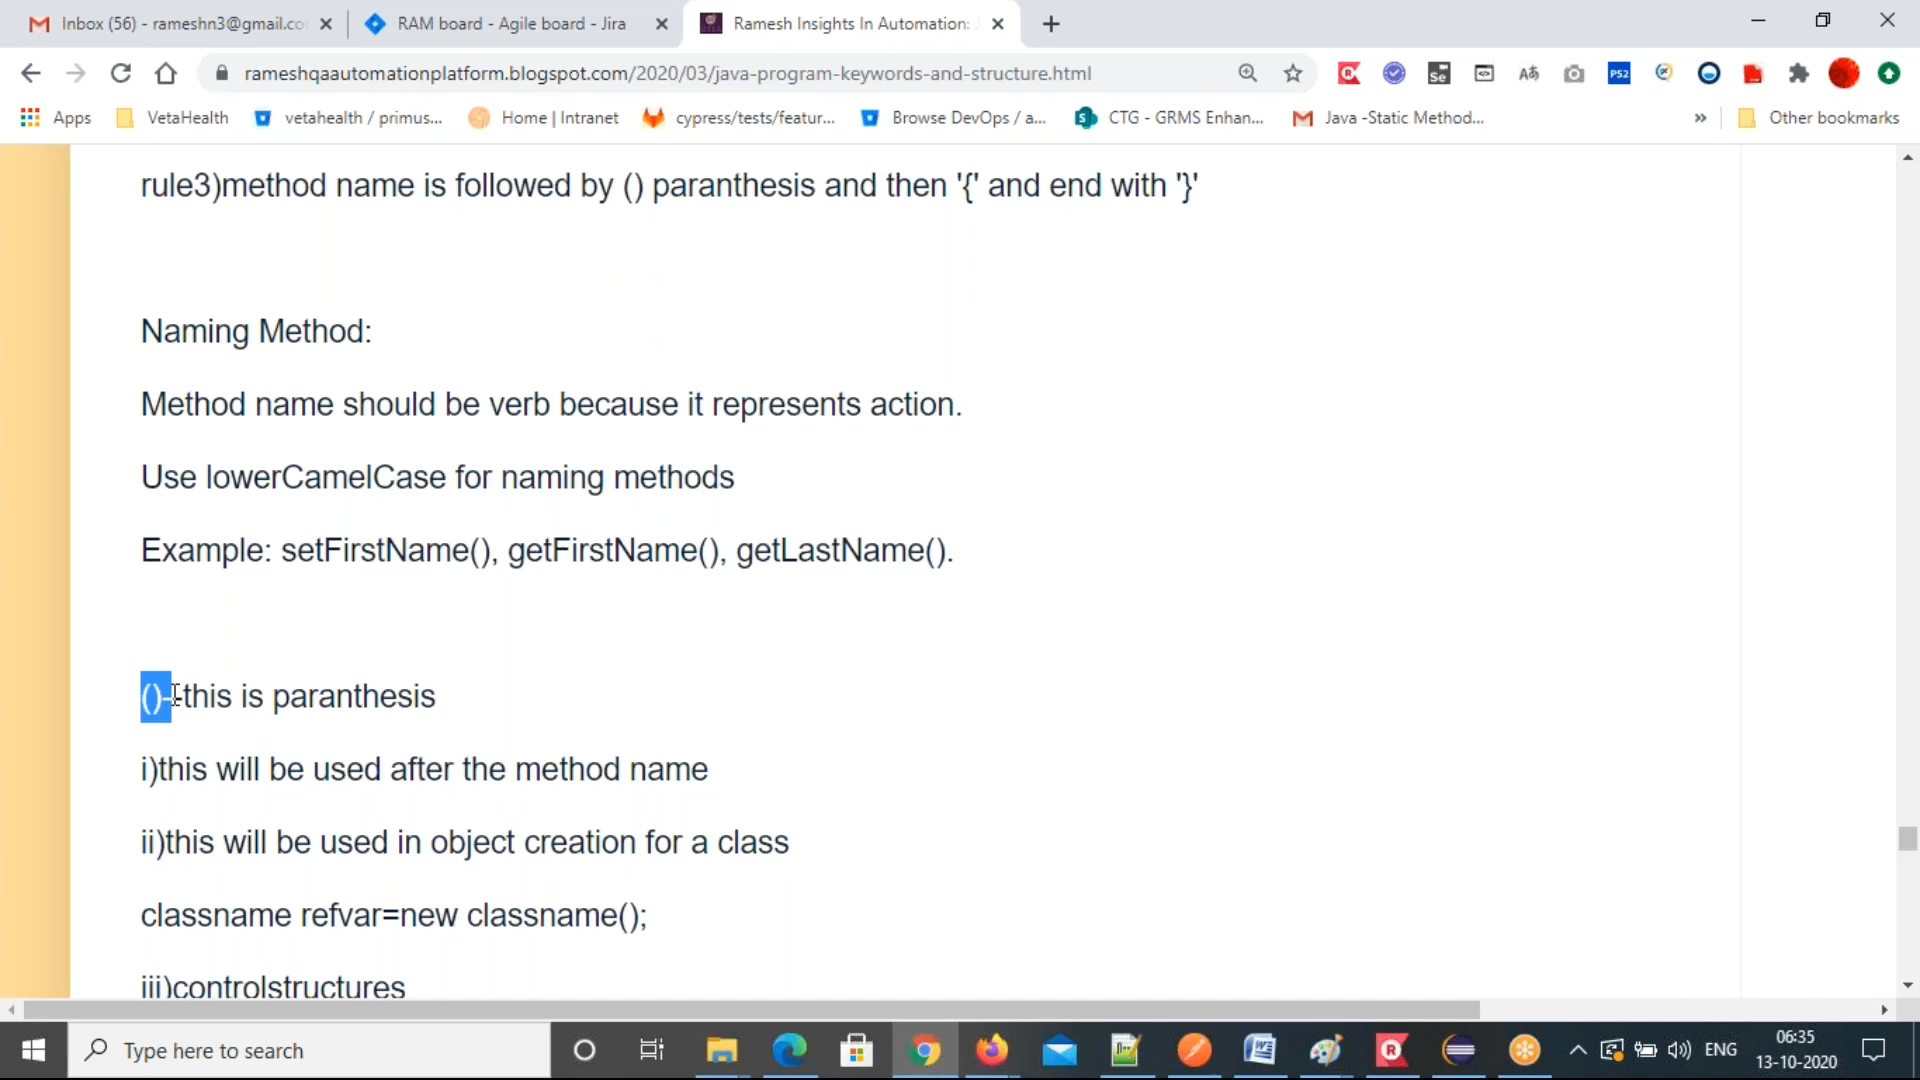 Inbox (56) - rameshn3@gmail.co
RAM board - Agile board - Jira
Ramesh Insights In Automation: J
rameshqaautomationplatform.blogspot.com/2020/03/java-program-keywords-and-structure.html
Apps
VetaHealth
vetahealth / primus...
Home | Intranet
cypress/tests/featur...
Browse DevOps / a...
CTG - GRMS Enhan...
Java -Static Method...
»
Other bookmarks
rule3)method name is followed by () paranthesis and then '{' and end with '}'
Naming Method:
Method name should be verb because it represents action.
Use lowerCamelCase for naming methods
Example: setFirstName(), getFirstName(), getLastName().
()--this is paranthesis
i)this will be used after the method name
ii)this will be used in object creation for a class
classname refvar=new classname();
iii)controlstructures
Type here to search
ENG
06:35
13-10-2020